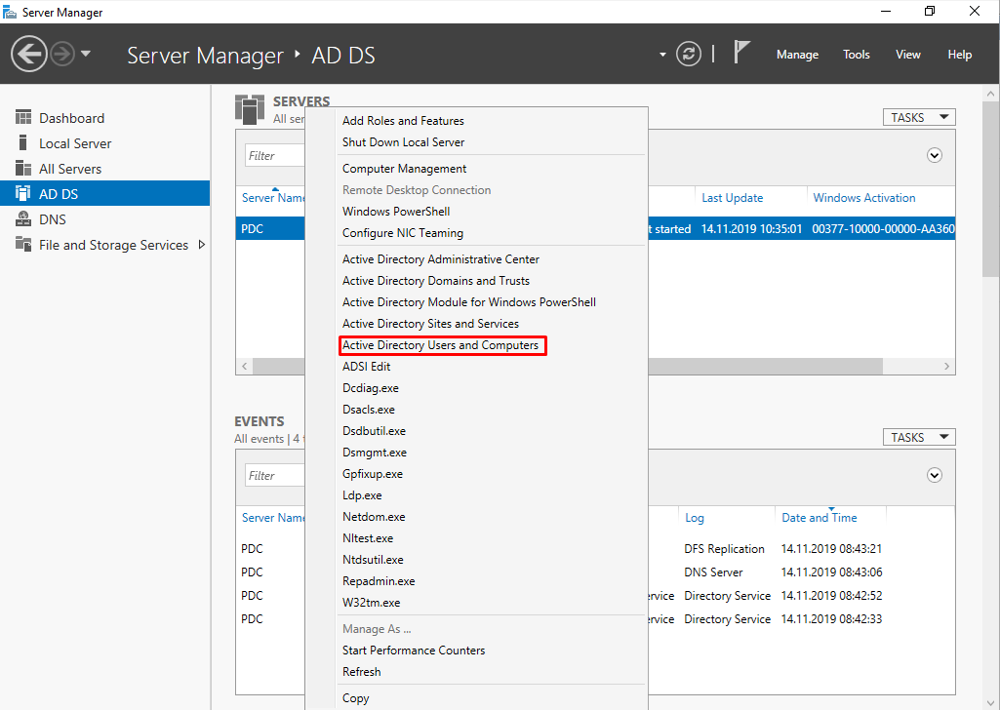 Server Manager
Server Manager ‣ AD DS
Manage Tools View Help
Dashboard
Local Server
All Servers
AD DS
DNS
File and Storage Services
SERVERS
All ser
TASKS
Filter
Server Name
Last Update Windows Activation
PDC
t started 14.11.2019 10:35:01 00377-10000-00000-AA360
Add Roles and Features
Shut Down Local Server
Computer Management
Remote Desktop Connection
Windows PowerShell
Configure NIC Teaming
Active Directory Administrative Center
Active Directory Domains and Trusts
Active Directory Module for Windows PowerShell
Active Directory Sites and Services
Active Directory Users and Computers
ADSI Edit
Dcdiag.exe
Dsacls.exe
Dsdbutil.exe
Dsmgmt.exe
Gpfixup.exe
Ldp.exe
Netdom.exe
Nltest.exe
Ntdsutil.exe
Repadmin.exe
W32tm.exe
Manage As ...
Start Performance Counters
Refresh
Copy
EVENTS
All events | 4 t
TASKS
Filter
Server Name
Log Date and Time
PDC DFS Replication 14.11.2019 08:43:21
PDC DNS Server 14.11.2019 08:43:06
PDC ervice Directory Service 14.11.2019 08:42:52
PDC ervice Directory Service 14.11.2019 08:42:33